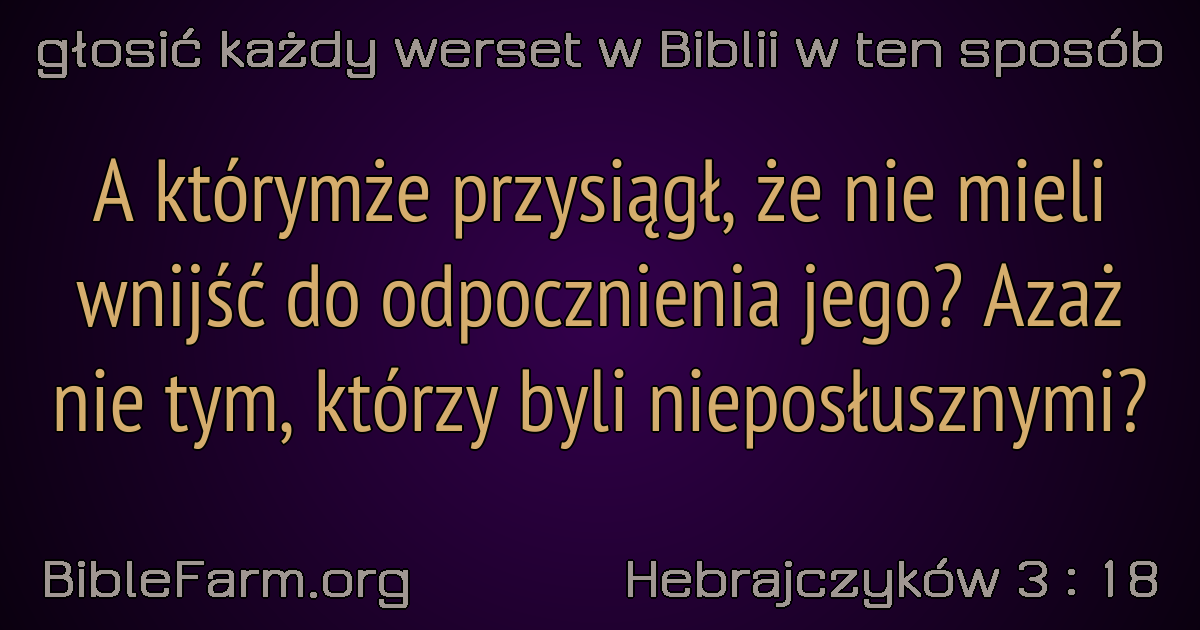 głosić każdy werset w Biblii w ten sposób
A którymże przysiągł, że nie mieli
wnijść do odpocznienia jego? Azaż
nie tym, którzy byli nieposłusznymi?
BibleFarm.org
Hebrajczyków 3 : 18